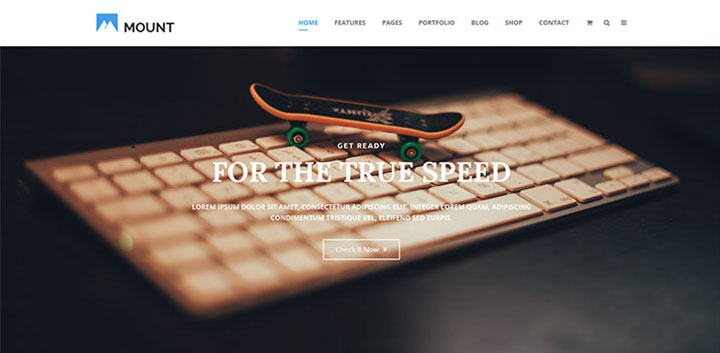 MOUNT
HOME FEATURES PAGES PORTFOLIO BLOG SHOP CONTACT
GET READY
FOR THE TRUE SPEED
LOREM IPSUM DOLOR SIT AMET, CONSECTETUR ADIPISCING ELIT. INTEGER LOREM QUAM, ADIPISCING
CONDIMENTUM TRISTIQUE VEL, ELEIFEND SED TURPIS.
Check It Now